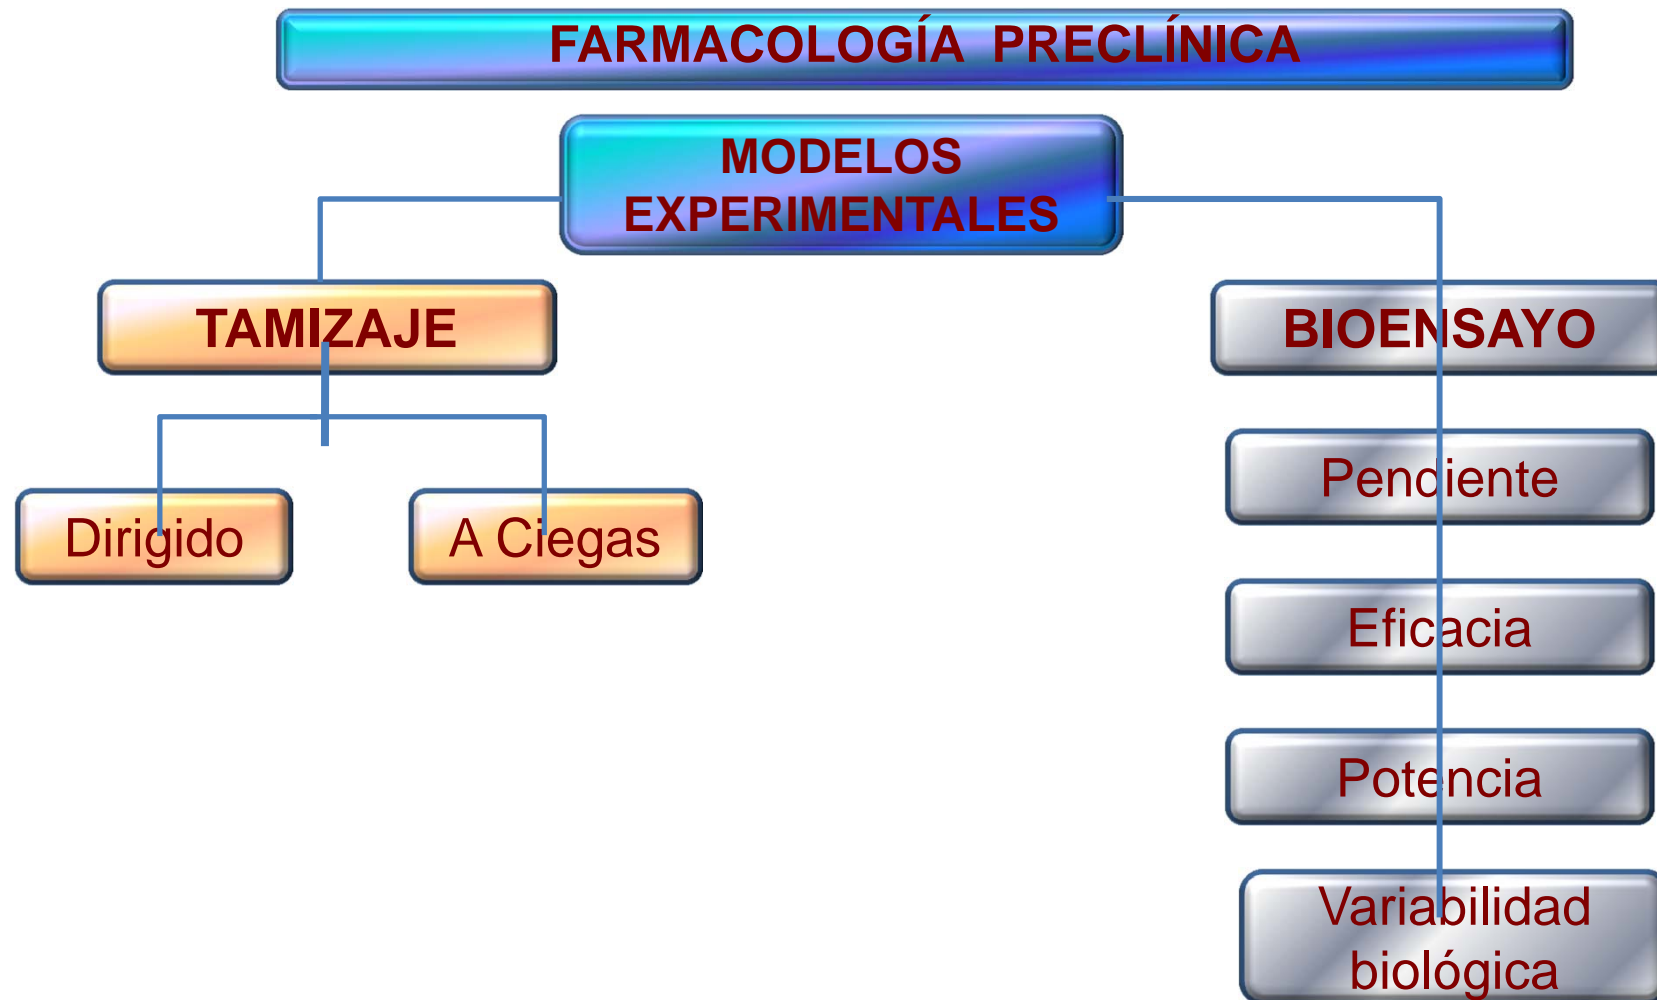 FARMACOLOGÍA PRECLÍNICA
MODELOS
EXPERIMENTALES
TAMIZAJE
BIOENSAYO
Dirigido
A Ciegas
Pendiente
Eficacia
Potencia
Variabilidad
biológica